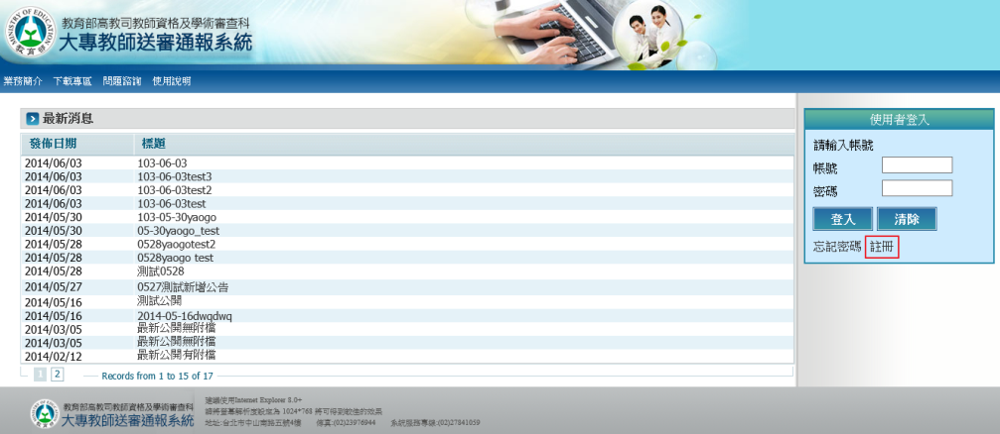 MINISTRY OF EDUCATION
教育部
教育部高教司教師資格及學術審查科
大專教師送審通報系統
業務簡介 下載專區 問題諮詢 使用說明
最新消息
發佈日期 標題
2014/06/03 103-06-03
2014/06/03 103-06-03test3
2014/06/03 103-06-03test2
2014/06/03 103-06-03test
2014/05/30 103-05-30yaogo
2014/05/30 05-30yaogo_test
2014/05/28 0528yaogotest2
2014/05/28 0528yaogo test
2014/05/28 測試0528
2014/05/27 0527測試新增公告
2014/05/16 測試公開
2014/05/16 2014-05-16dwqdwq
2014/03/05 最新公開無附檔
2014/03/05 最新公開無附檔
2014/02/12 最新公開有附檔
1 2 Records from 1 to 15 of 17
使用者登入
請輸入帳號
帳號
密碼
登入 清除
忘記密碼 註冊
教育部高教司教師資格及學術審查科
大專教師送審通報系統
建議使用Internet Explorer 8.0+
請將螢幕解析度設定為 1024*768 將可得到較佳的效果
地址:台北市中山南路五號4樓 傳真:(02)23976944 系統服務專線:(02)27841059